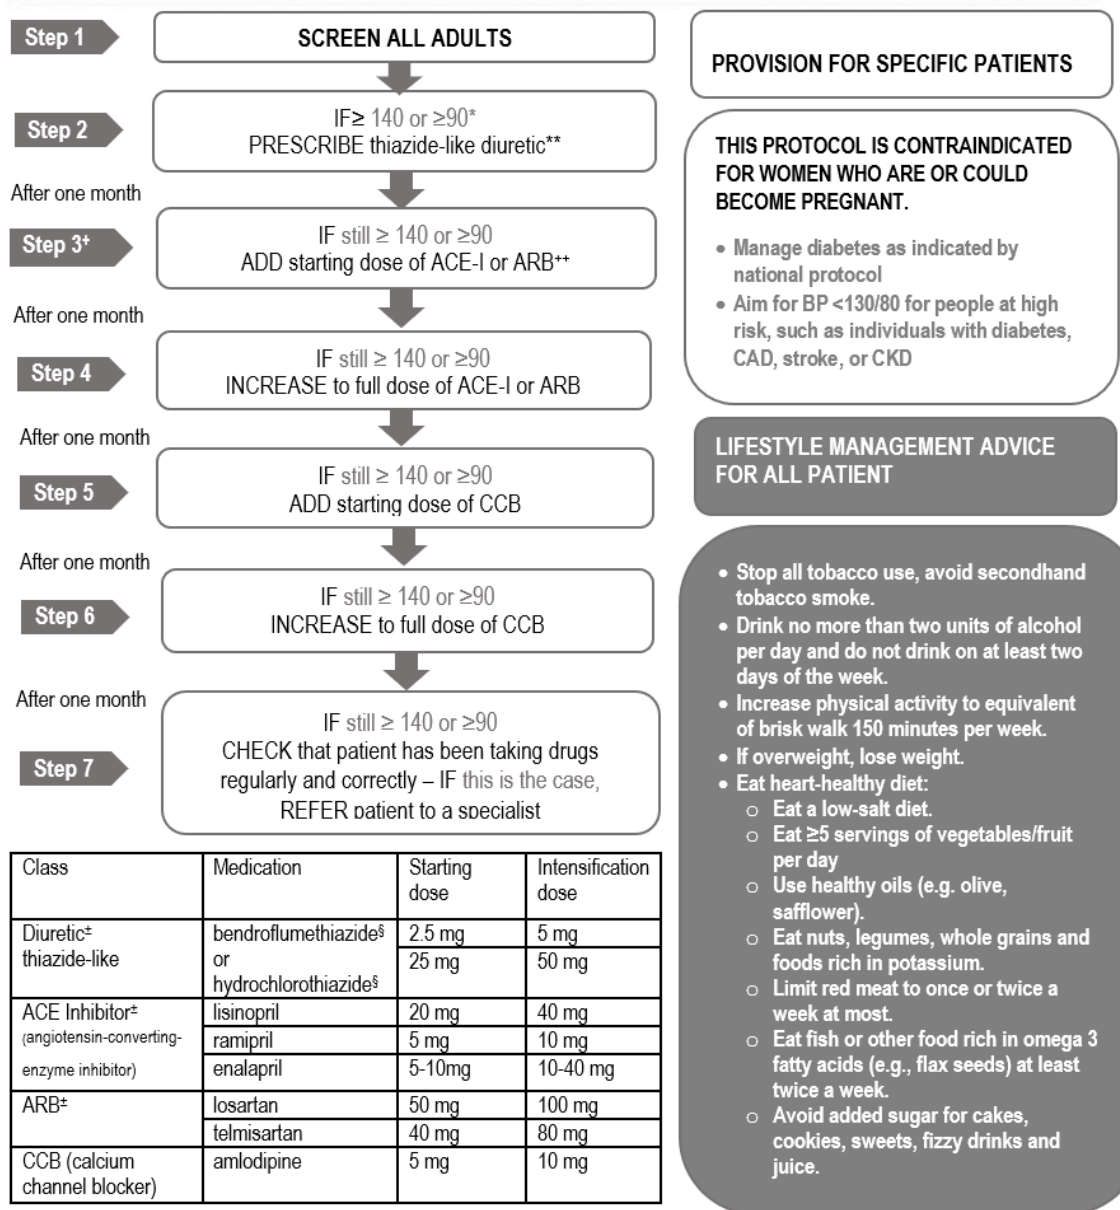 Step 1
SCREEN ALL ADULTS
Step 2
IF≥ 140 or ≥90*
PRESCRIBE thiazide-like diuretic**
After one month
Step 3+
IF still ≥ 140 or ≥90
ADD starting dose of ACE-I or ARB++
After one month
Step 4
IF still ≥ 140 or ≥90
INCREASE to full dose of ACE-I or ARB
After one month
Step 5
IF still ≥ 140 or ≥90
ADD starting dose of CCB
After one month
Step 6
IF still ≥ 140 or ≥90
INCREASE to full dose of CCB
After one month
Step 7
IF still ≥ 140 or ≥90
CHECK that patient has been taking drugs
regularly and correctly – IF this is the case,
REFER patient to a specialist
Class Medication Starting dose Intensification dose
Diuretic± thiazide-like
bendroflumethiazide§ 2.5 mg 5 mg
or
hydrochlorothiazide§ 25 mg 50 mg
ACE Inhibitor± lisinopril 20 mg 40 mg
(angiotensin-converting- ramipril 5 mg 10 mg
enzyme inhibitor) enalapril 5-10mg 10-40 mg
ARB± losartan 50 mg 100 mg
telmisartan 40 mg 80 mg
CCB (calcium amlodipine 5 mg 10 mg
channel blocker)
PROVISION FOR SPECIFIC PATIENTS
THIS PROTOCOL IS CONTRAINDICATED
FOR WOMEN WHO ARE OR COULD
BECOME PREGNANT.
• Manage diabetes as indicated by
national protocol
• Aim for BP <130/80 for people at high
risk, such as individuals with diabetes,
CAD, stroke, or CKD
LIFESTYLE MANAGEMENT ADVICE
FOR ALL PATIENT
• Stop all tobacco use, avoid secondhand
tobacco smoke.
• Drink no more than two units of alcohol
per day and do not drink on at least two
days of the week.
• Increase physical activity to equivalent
of brisk walk 150 minutes per week.
• If overweight, lose weight.
• Eat heart-healthy diet:
o Eat a low-salt diet.
o Eat ≥5 servings of vegetables/fruit
per day
o Use healthy oils (e.g. olive,
safflower).
o Eat nuts, legumes, whole grains and
foods rich in potassium.
o Limit red meat to once or twice a
week at most.
o Eat fish or other food rich in omega 3
fatty acids (e.g., flax seeds) at least
twice a week.
o Avoid added sugar for cakes,
cookies, sweets, fizzy drinks and
juice.